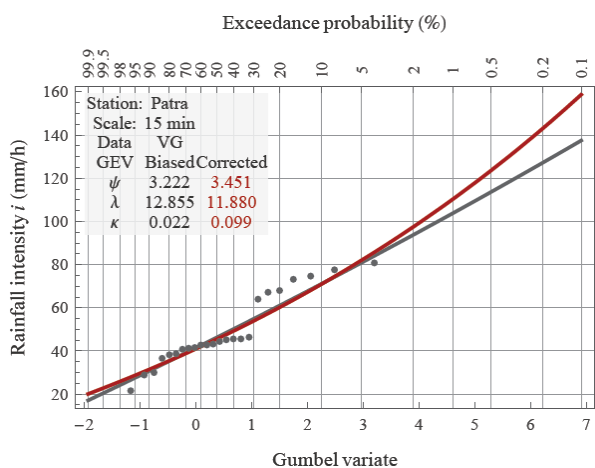 Exceedance probability (%)
99.9 99.5 98 95 90 80 70 60 50 40 30 20 10 5 2 1 0.5 0.2 0.1
160
140
120
100
80
60
40
20
Rainfall intensity i (mm/h)
Station: Patra
Scale: 15 min
Data VG
GEV Biased Corrected
ψ 3.222 3.451
λ 12.855 11.880
κ 0.022 0.099
−2 −1 0 1 2 3 4 5 6 7
Gumbel variate